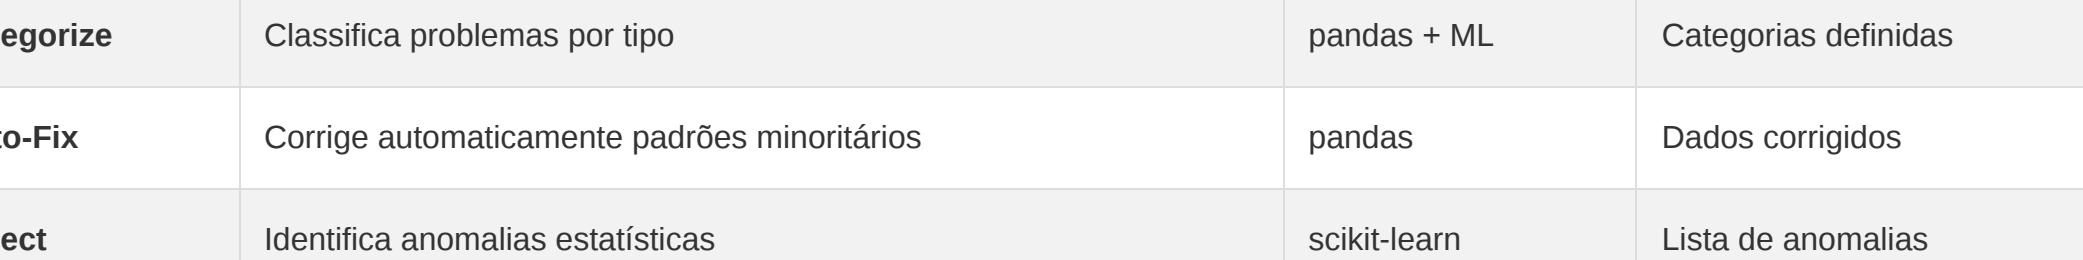 egorize Classifica problemas por tipo pandas + ML Categorias definidas
to-Fix Corrige automaticamente padrões minoritários pandas Dados corrigidos
ect Identifica anomalias estatísticas scikit-learn Lista de anomalias